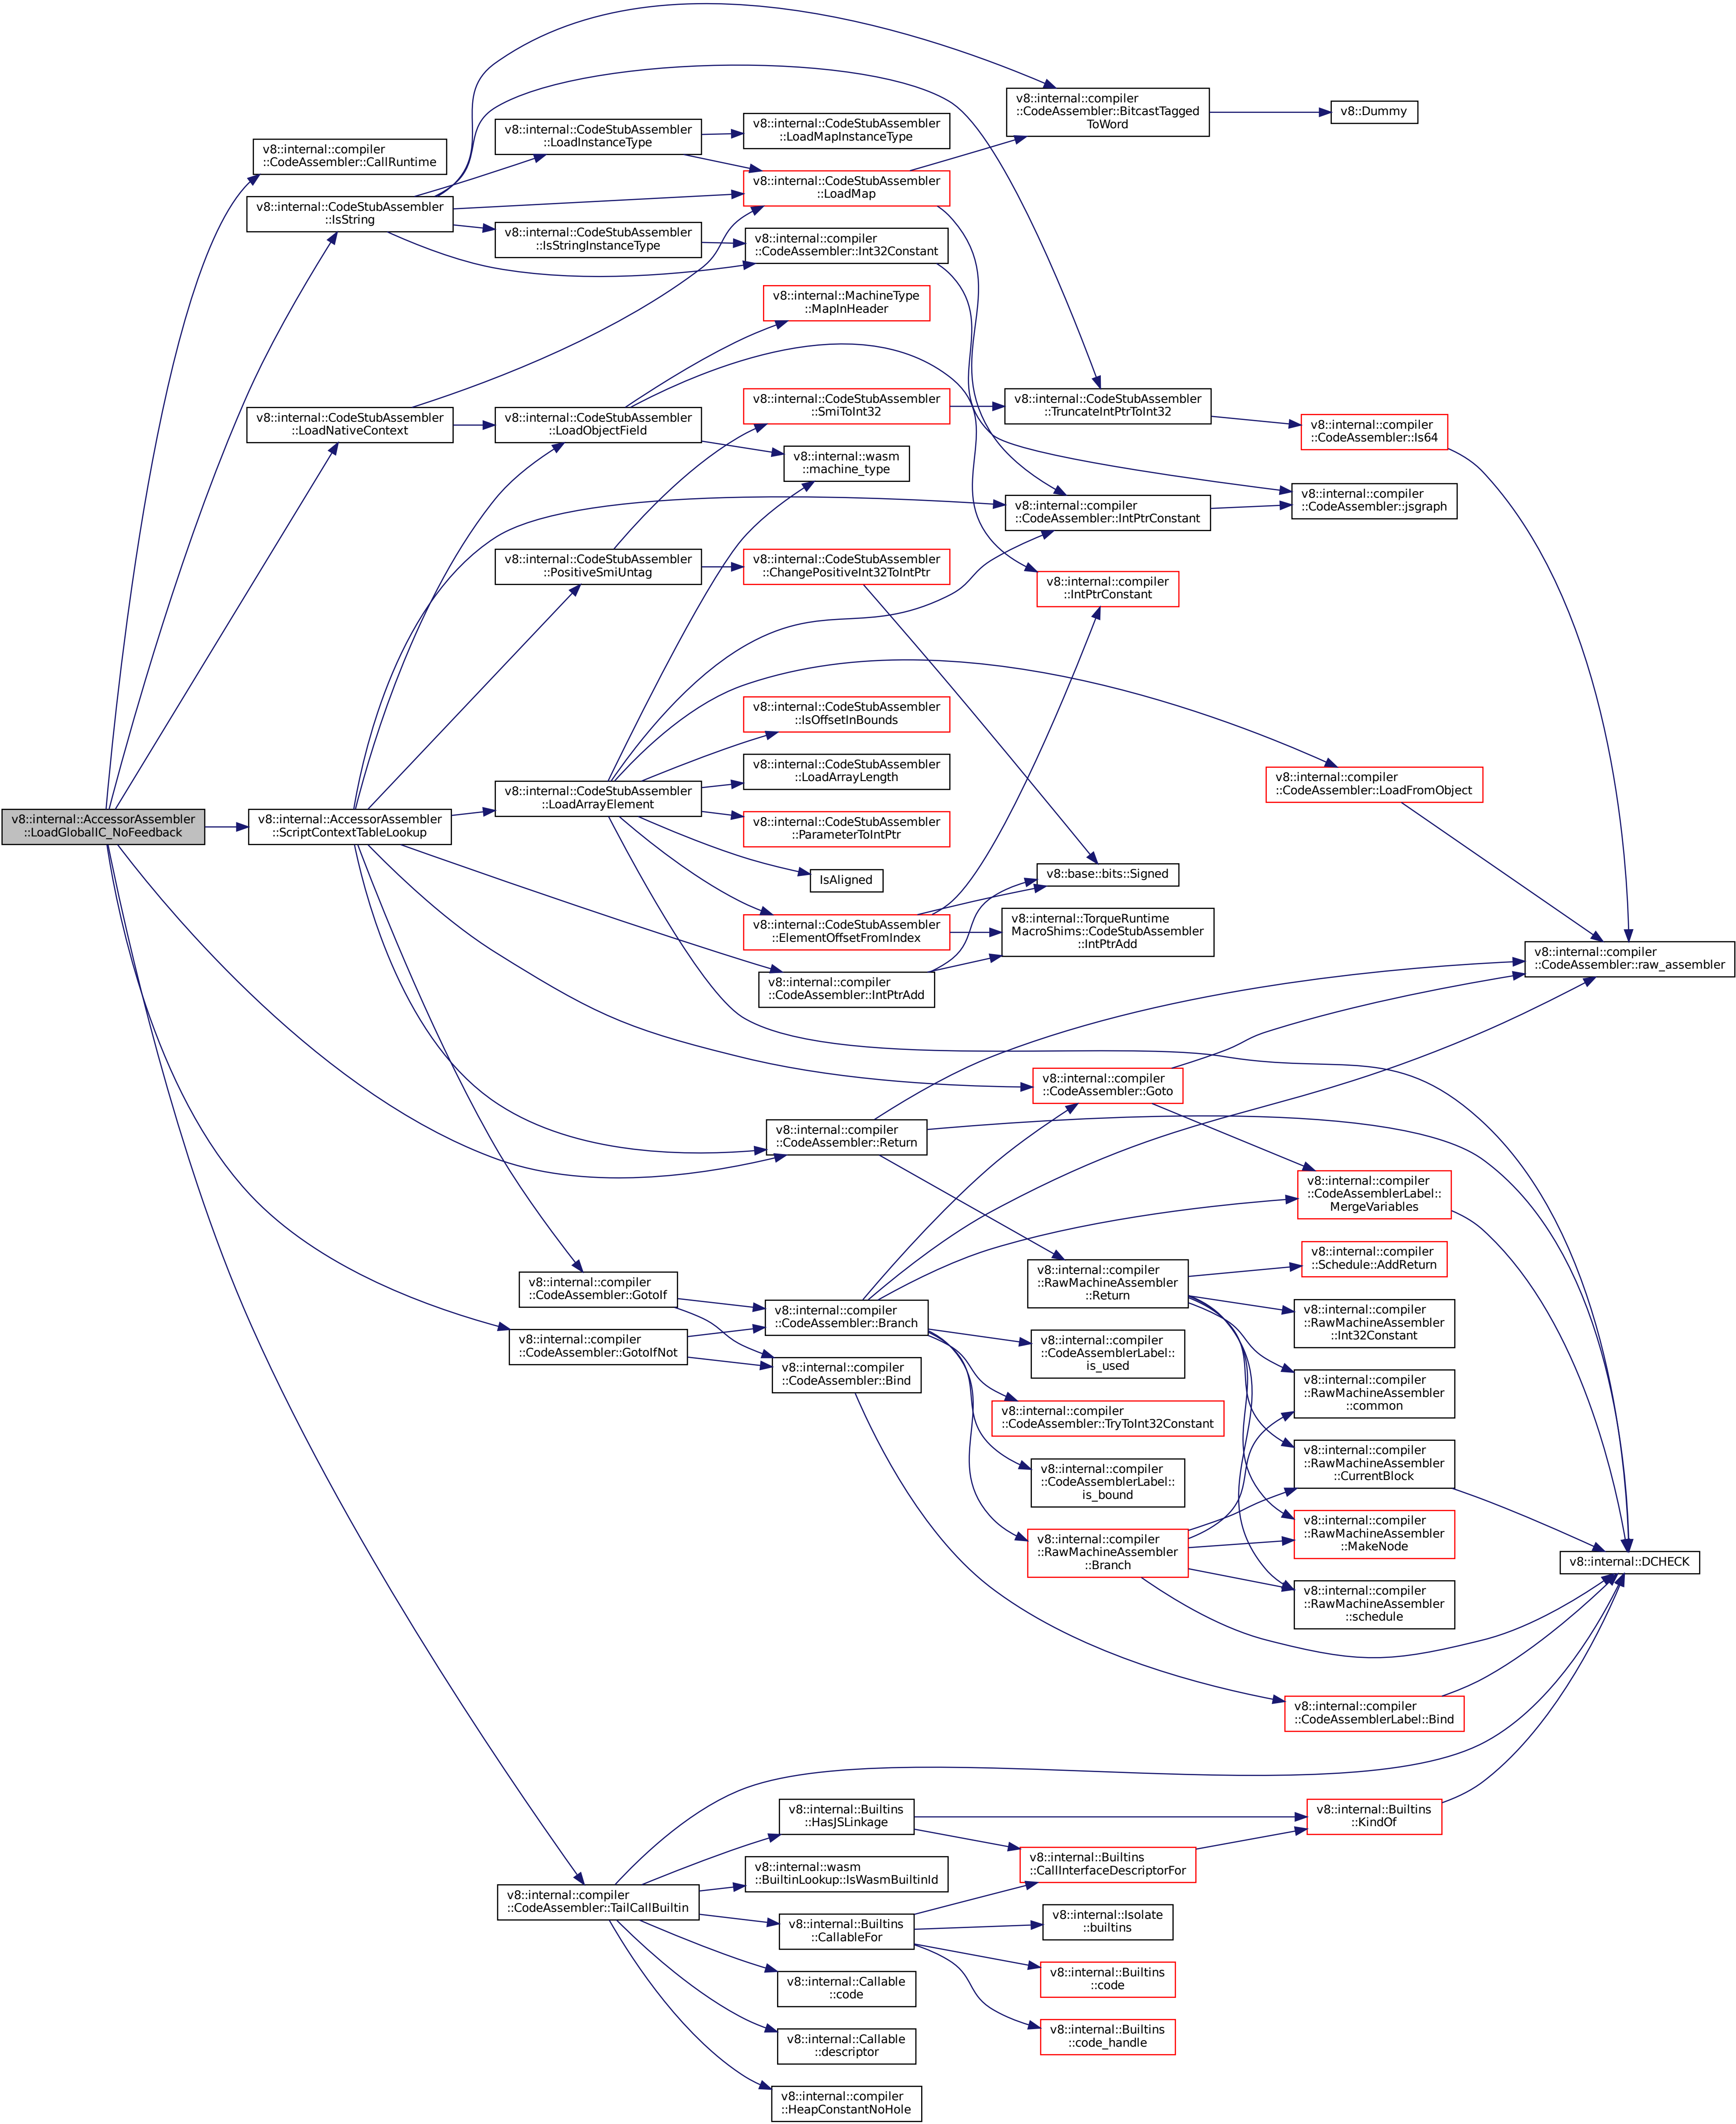 v8::internal::AccessorAssembler
::LoadGlobalIC_NoFeedback
v8::internal::compiler
::CodeAssembler::CallRuntime
v8::internal::CodeStubAssembler
::IsString
v8::internal::CodeStubAssembler
::LoadNativeContext
v8::internal::AccessorAssembler
::ScriptContextTableLookup
v8::internal::CodeStubAssembler
::LoadInstanceType
v8::internal::CodeStubAssembler
::IsStringInstanceType
v8::internal::CodeStubAssembler
::LoadObjectField
v8::internal::CodeStubAssembler
::PositiveSmiUntag
v8::internal::CodeStubAssembler
::LoadArrayElement
v8::internal::compiler
::CodeAssembler::GotoIf
v8::internal::compiler
::CodeAssembler::GotoIfNot
v8::internal::compiler
::CodeAssembler::TailCallBuiltin
v8::internal::CodeStubAssembler
::LoadMapInstanceType
v8::internal::CodeStubAssembler
::LoadMap
v8::internal::compiler
::CodeAssembler::Int32Constant
v8::internal::MachineType
::MapInHeader
v8::internal::CodeStubAssembler
::SmiToInt32
v8::internal::wasm
::machine_type
v8::internal::CodeStubAssembler
::ChangePositiveInt32ToIntPtr
v8::internal::CodeStubAssembler
::IsOffsetInBounds
v8::internal::CodeStubAssembler
::LoadArrayLength
v8::internal::CodeStubAssembler
::ParameterToIntPtr
IsAligned
v8::internal::CodeStubAssembler
::ElementOffsetFromIndex
v8::internal::compiler
::CodeAssembler::IntPtrAdd
v8::internal::compiler
::CodeAssembler::Return
v8::internal::compiler
::CodeAssembler::Branch
v8::internal::compiler
::CodeAssembler::Bind
v8::internal::Builtins
::HasJSLinkage
v8::internal::wasm
::BuiltinLookup::IsWasmBuiltinId
v8::internal::Builtins
::CallableFor
v8::internal::Callable
::code
v8::internal::Callable
::descriptor
v8::internal::compiler
::HeapConstantNoHole
v8::internal::compiler
::CodeAssembler::BitcastTagged
ToWord
v8::internal::CodeStubAssembler
::TruncateIntPtrToInt32
v8::internal::compiler
::CodeAssembler::IntPtrConstant
v8::internal::compiler
::IntPtrConstant
v8::base::bits::Signed
v8::internal::TorqueRuntime
MacroShims::CodeStubAssembler
::IntPtrAdd
v8::internal::compiler
::CodeAssembler::Goto
v8::internal::compiler
::RawMachineAssembler
::Return
v8::internal::compiler
::CodeAssemblerLabel::
is_used
v8::internal::compiler
::CodeAssembler::TryToInt32Constant
v8::internal::compiler
::CodeAssemblerLabel::
is_bound
v8::internal::compiler
::RawMachineAssembler
::Branch
v8::internal::Builtins
::CallInterfaceDescriptorFor
v8::internal::Isolate
::builtins
v8::internal::Builtins
::code
v8::internal::Builtins
::code_handle
v8::Dummy
v8::internal::compiler
::CodeAssembler::Is64
v8::internal::compiler
::CodeAssembler::jsgraph
v8::internal::compiler
::CodeAssembler::LoadFromObject
v8::internal::compiler
::CodeAssemblerLabel::
MergeVariables
v8::internal::compiler
::Schedule::AddReturn
v8::internal::compiler
::RawMachineAssembler
::Int32Constant
v8::internal::compiler
::RawMachineAssembler
::common
v8::internal::compiler
::RawMachineAssembler
::CurrentBlock
v8::internal::compiler
::RawMachineAssembler
::MakeNode
v8::internal::compiler
::RawMachineAssembler
::schedule
v8::internal::compiler
::CodeAssemblerLabel::Bind
v8::internal::Builtins
::KindOf
v8::internal::compiler
::CodeAssembler::raw_assembler
v8::internal::DCHECK